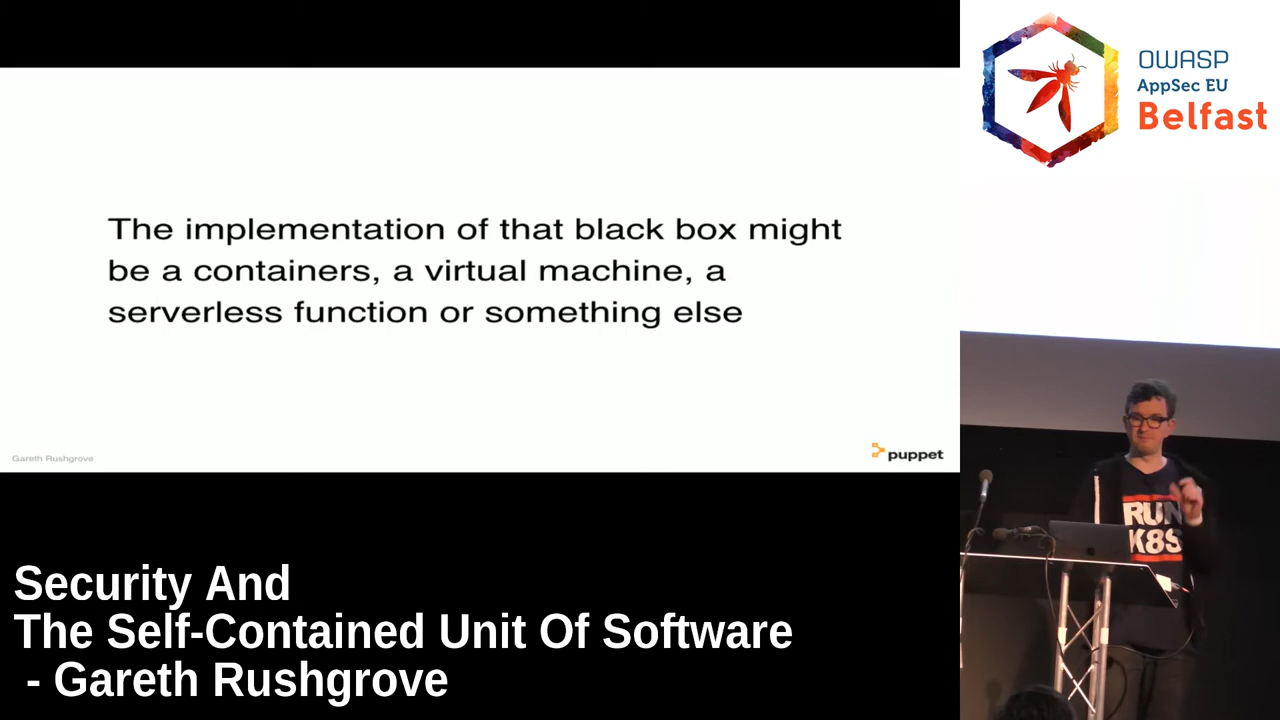 The implementation of that black box might
be a containers, a virtual machine, a
serverless function or something else
Gareth Rushgrove
puppet
OWASP
AppSec EU
Belfast
RUN
K8S
Security And
The Self-Contained Unit Of Software
- Gareth Rushgrove